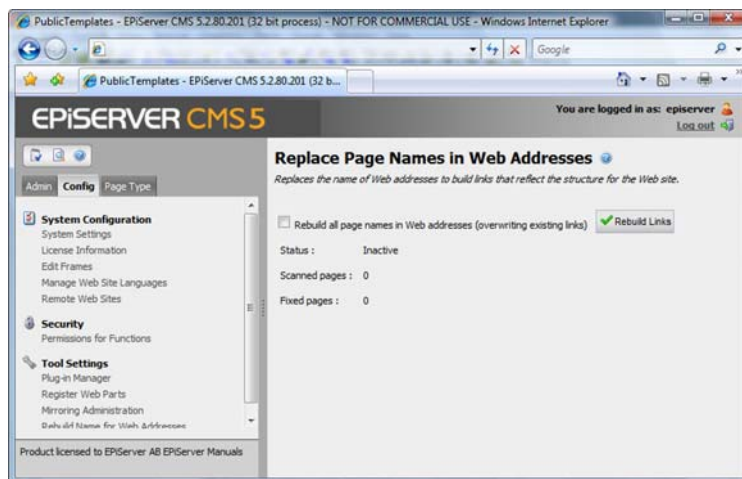 PublicTemplates - EPiServer CMS 5.2.80.201 (32 bit process) - NOT FOR COMMERCIAL USE - Windows Internet Explorer
Google
PublicTemplates - EPiServer CMS 5.2.80.201 (32 b...
EPiSERVER CMS 5
You are logged in as: episerver
Log out
Admin Config Page Type
Replace Page Names in Web Addresses
Replaces the name of Web addresses to build links that reflect the structure for the Web site.
System Configuration
System Settings
License Information
Edit Frames
Manage Web Site Languages
Remote Web Sites
Security
Permissions for Functions
Tool Settings
Plug-in Manager
Register Web Parts
Mirroring Administration
Rebuild Name for Web Addresses
Rebuild all page names in Web addresses (overwriting existing links) Rebuild Links
Status : Inactive
Scanned pages : 0
Fixed pages : 0
Product licensed to EPiServer AB EPiServer Manuals